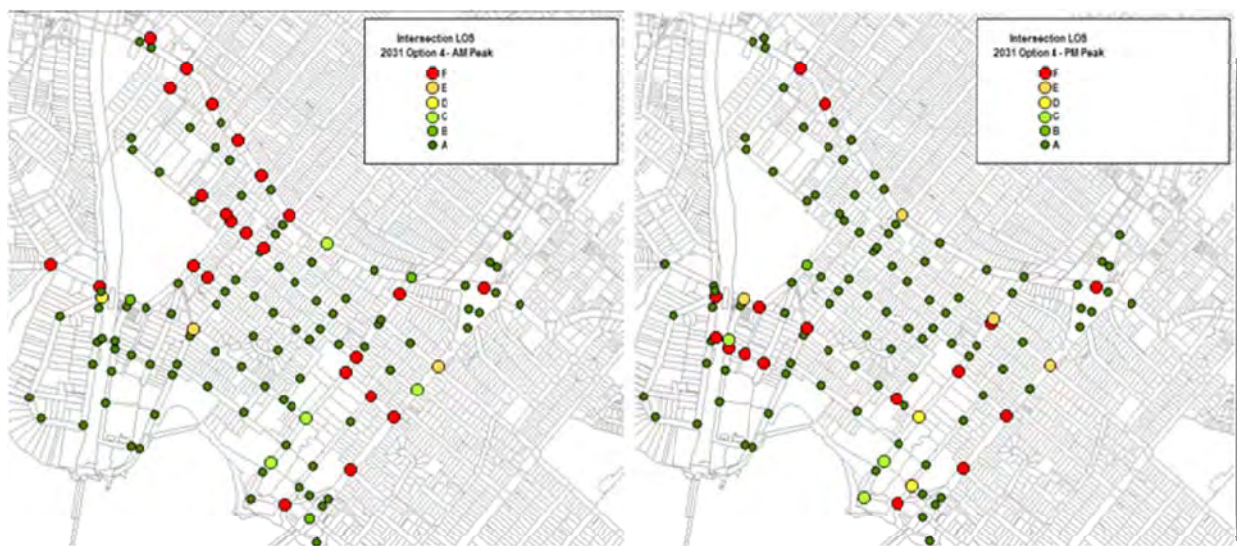 Intersection LOS
2031 Option 4 - AM Peak
F
E
D
C
B
A
Intersection LOS
2031 Option 4 - PM Peak
F
E
D
C
B
A